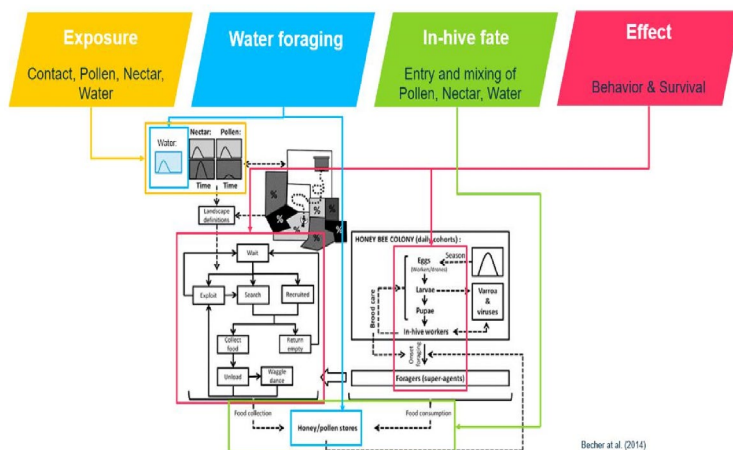 Exposure
Contact, Pollen, Nectar,
Water
Water foraging
In-hive fate
Entry and mixing of
Pollen, Nectar, Water
Effect
Behavior & Survival
Water:
Nectar:
Pollen:
Time
Time
Landscape
definitions
%
%
%
%
%
%
Wait
Exploit
Search
Recruited
Collect
food
Return
empty
Unload
Waggle
dance
HONEY BEE COLONY (daily cohorts) :
Eggs
(Workers/drones)
Season
Larvae
Pupae
In-hive workers
Varroa
&
viruses
Brood care
Onset
foraging
Foragers (super-agents)
Food collection
Food consumption
Honey/pollen stores
Becher at al. (2014)